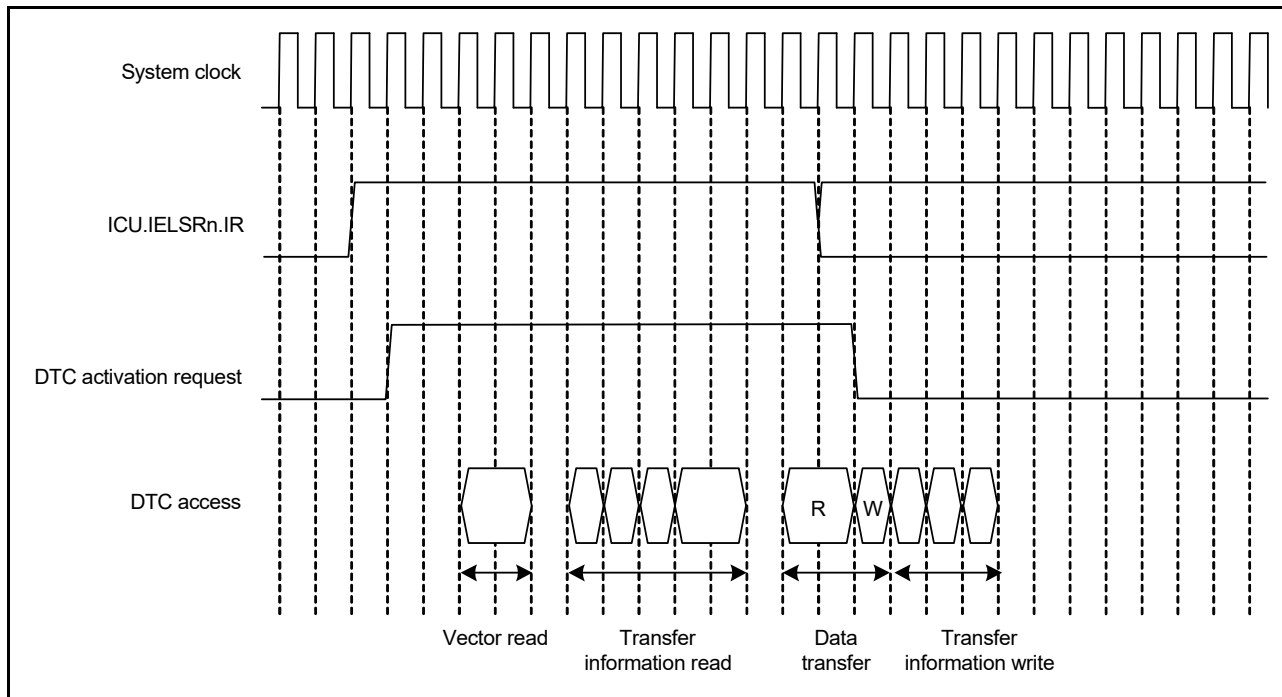 System clock
ICU.IELSRn.IR
DTC activation request
DTC access
R
W
Vector read
Transfer
information read
Data
transfer
Transfer
information write